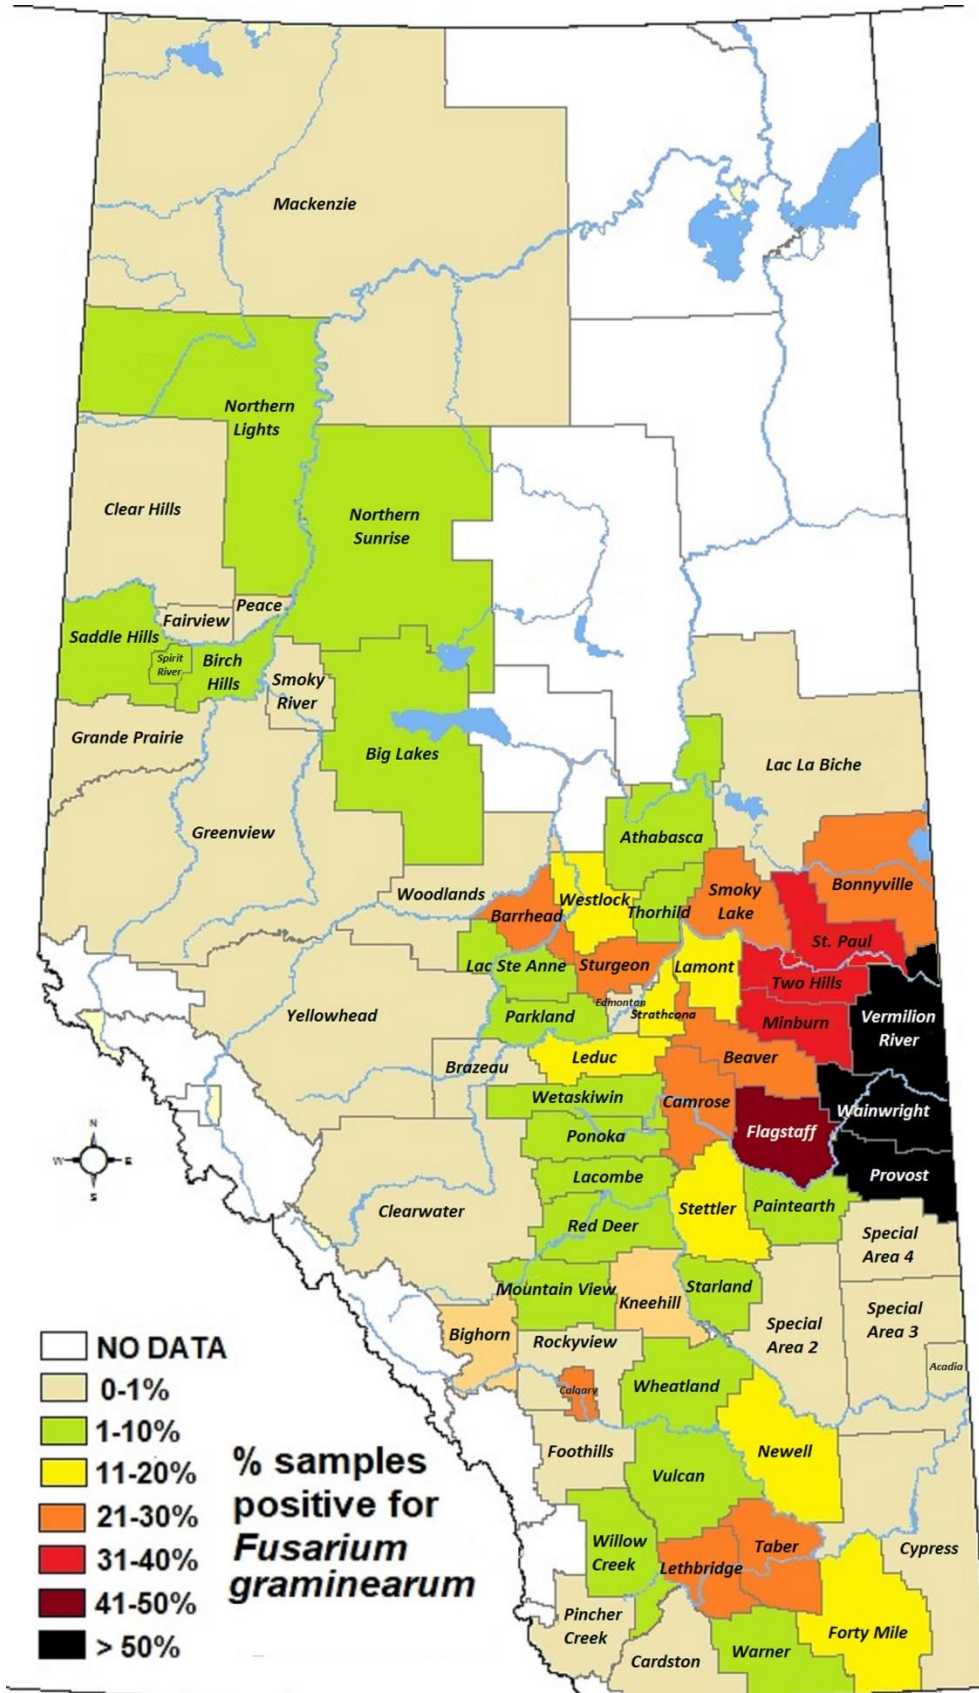 Mackenzie
Northern
Lights
Clear Hills
Northern
Sunrise
Peace
Fairview
Saddle Hills
Spirit
River
Birch
Hills
Smoky
River
Grande Prairie
Big Lakes
Lac La Biche
Greenview
Athabasca
Woodlands
Westlock
Barrhead
Thorhild
Smoky
Lake
Bonnyville
St. Paul
Lac Ste Anne
Sturgeon
Lamont
Two Hills
Edmonton
Strathcona
Yellowhead
Parkland
Minburn
Vermilion
River
Brazeau
Leduc
Beaver
Wetaskiwin
Camrose
Wainwright
Ponoka
Flagstaff
N
W
E
S
Lacombe
Provost
Clearwater
Red Deer
Stettler
Paintearth
Special
Area 4
Mountain View
Kneehill
Starland
Bighorn
Rockyview
Special
Area 2
Special
Area 3
Acadia
Calgary
Wheatland
Foothills
Newell
Vulcan
Willow
Creek
Lethbridge
Taber
Cypress
Pincher
Creek
Cardston
Warner
Forty Mile
NO DATA
0-1%
1-10%
11-20%
21-30%
31-40%
41-50%
> 50%
% samples
positive for
Fusarium
graminearum